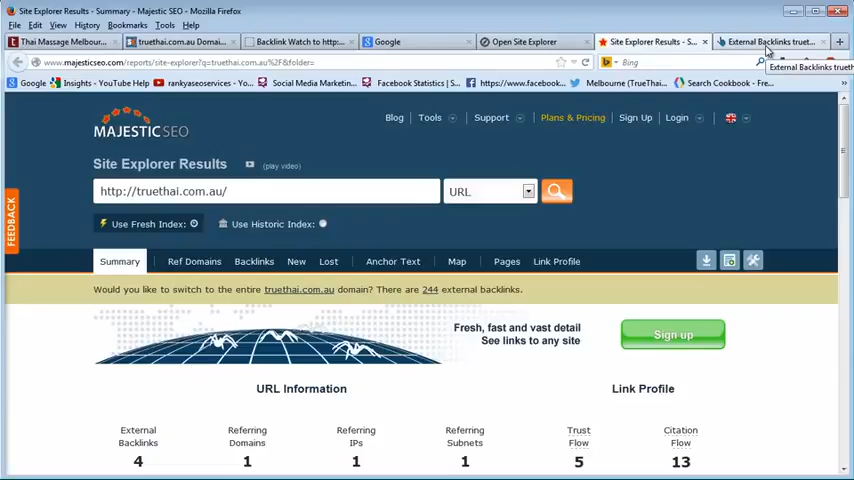 Site Explorer Results - Summary - Majestic SEO - Mozilla Firefox
File Edit View History Bookmarks Tools Help
Thai Massage Melbour...
truethai.com.au Domai...
Backlink Watch to http:...
Google
Open Site Explorer
Site Explorer Results - S...
External Backlinks truet...
www.majesticseo.com/reports/site-explorer?q=truethai.com.au%2F&folder=
Bing
External Backlinks trueth
Google
Insights - YouTube Help
rankyaseoservices - Y...
Social Media Marketing...
Facebook Statistics | S...
https://www.facebook...
Melbourne (TrueThai...
Search Cookbook - Fre...
MAJESTIC SEO
Blog Tools Support Plans & Pricing Sign Up Login
Site Explorer Results (play video)
http://truethai.com.au/ URL
FEEDBACK
Use Fresh Index: Use Historic Index:
Summary Ref Domains Backlinks New Lost Anchor Text Map Pages Link Profile
Would you like to switch to the entire truethai.com.au domain? There are 244 external backlinks.
Fresh, fast and vast detail
See links to any site
Sign up
URL Information
Link Profile
External Backlinks
4
Referring Domains
1
Referring IPs
1
Referring Subnets
1
Trust Flow
5
Citation Flow
13